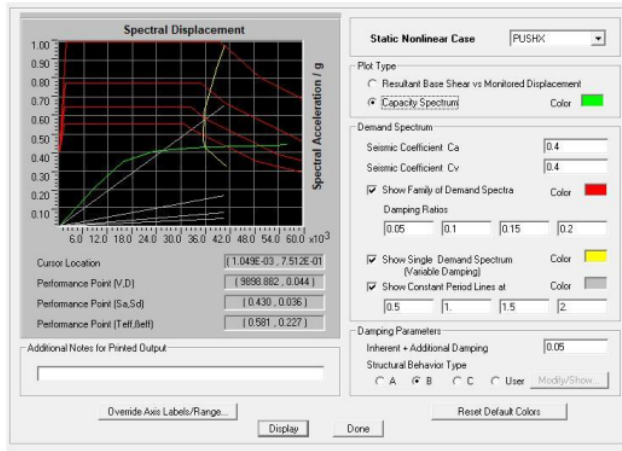 Spectral Displacement
1.00
0.90
0.80
0.70
0.60
0.50
0.40
0.30
0.20
0.10
6.0 12.0 18.0 24.0 30.0 36.0 42.0 48.0 54.0 60.0 x10^3
Spectral Acceleration / g
Cursor Location (1.049E-03 , 7.512E-01
Performance Point (V,D) (9898.882 , 0.044)
Performance Point (Sa,Sd) (0.430 , 0.036)
Performance Point (Teff,βeff) (0.581 , 0.227)
Additional Notes for Printed Output
Override Axis Labels/Range...
Static Nonlinear Case PUSHX
Plot Type
Resultant Base Shear vs Monitored Displacement
Capacity Spectrum Color
Demand Spectrum
Seismic Coefficient Ca 0.4
Seismic Coefficient Cv 0.4
Show Family of Demand Spectra Color
Damping Ratios
0.05 0.1 0.15 0.2
Show Single Demand Spectrum Color
(Variable Damping)
Show Constant Period Lines at Color
0.5 1. 1.5 2.
Damping Parameters
Inherent + Additional Damping 0.05
Structural Behavior Type
A B C User Modify/Show...
Reset Default Colors
Display Done